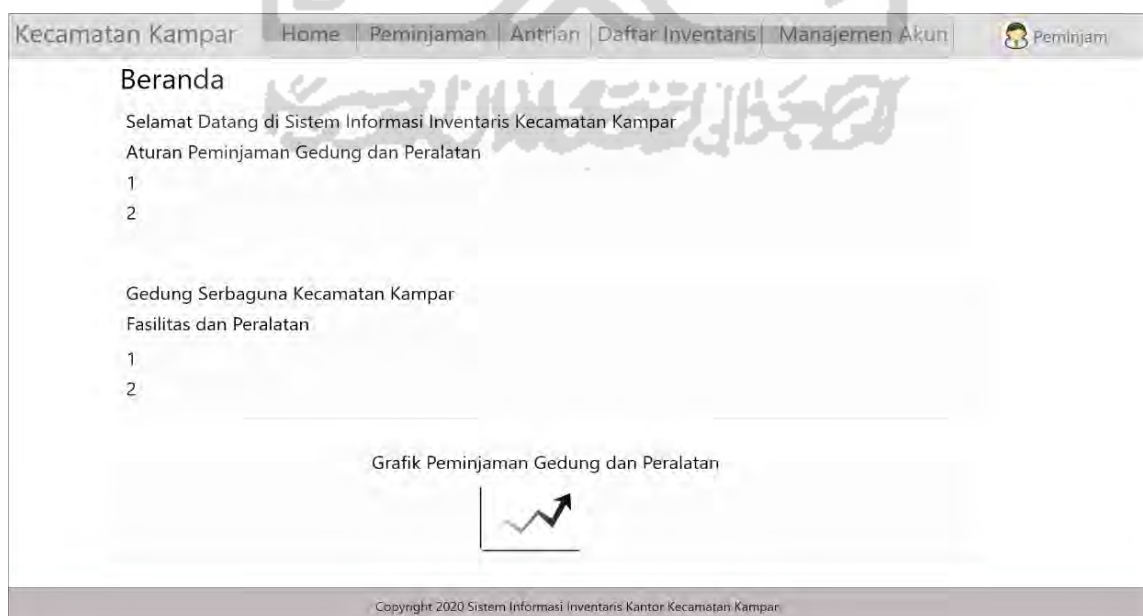 Kecamatan Kampar Home Peminjaman Antrian Daftar Inventaris Manajemen Akun Peminjam
Beranda
Selamat Datang di Sistem Informasi Inventaris Kecamatan Kampar
Aturan Peminjaman Gedung dan Peralatan
1
2
Gedung Serbaguna Kecamatan Kampar
Fasilitas dan Peralatan
1
2
Grafik Peminjaman Gedung dan Peralatan
Copyright 2020 Sistem Informasi Inventaris Kantor Kecamatan Kampar